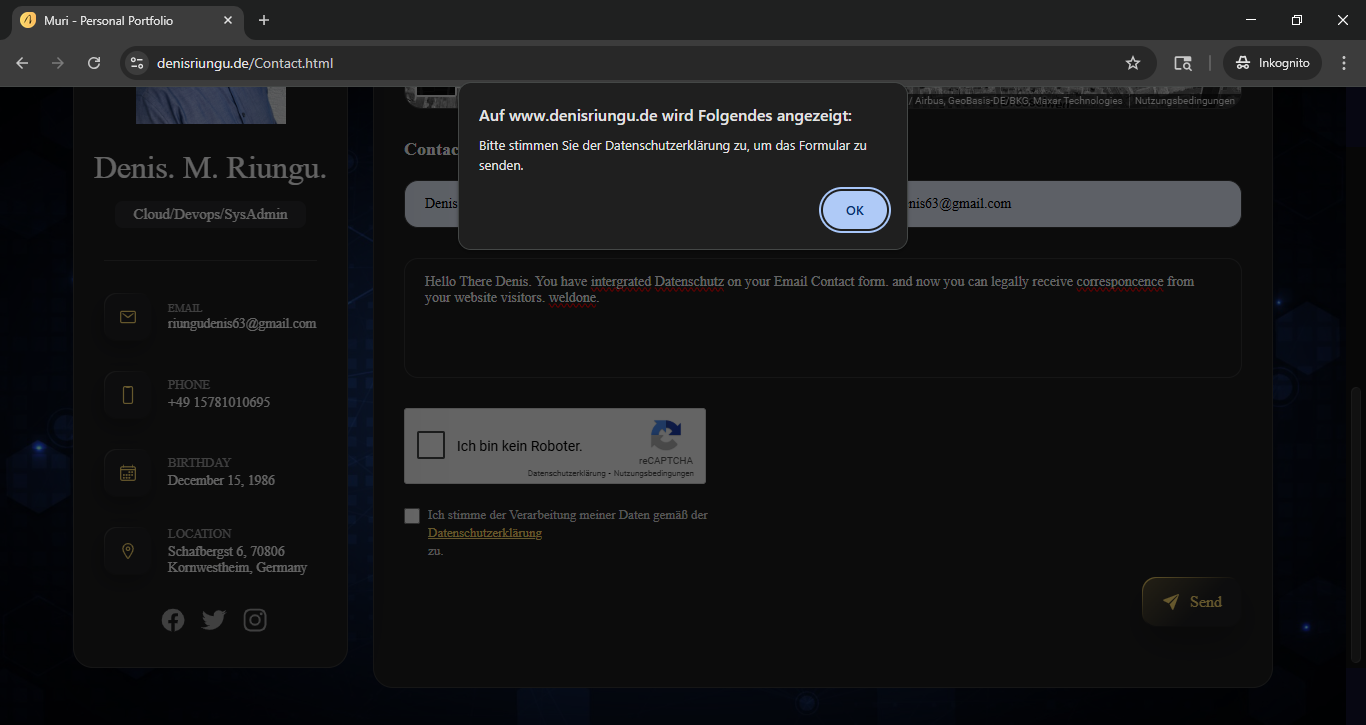 Muri - Personal Portfolio
denisriungu.de/Contact.html
Inkognito
/ Airbus, GeoBasis-DE/BKG, Maxar Technologies
Nutzungsbedingungen
Auf www.denisriungu.de wird Folgendes angezeigt:
Bitte stimmen Sie der Datenschutzerklärung zu, um das Formular zu
senden.
OK
Denis. M. Riungu.
Cloud/Devops/SysAdmin
EMAIL
riungudenis63@gmail.com
PHONE
+49 15781010695
BIRTHDAY
December 15, 1986
LOCATION
Schafbergst 6, 70806
Kornwestheim, Germany
Contac
Denis
nis63@gmail.com
Hello There Denis. You have intergrated Datenschutz on your Email Contact form. and now you can legally receive corresponcence from
your website visitors. weldone.
Ich bin kein Roboter.
reCAPTCHA
Datenschutzerklärung - Nutzungsbedingungen
Ich stimme der Verarbeitung meiner Daten gemäß der
Datenschutzerklärung
zu.
Send